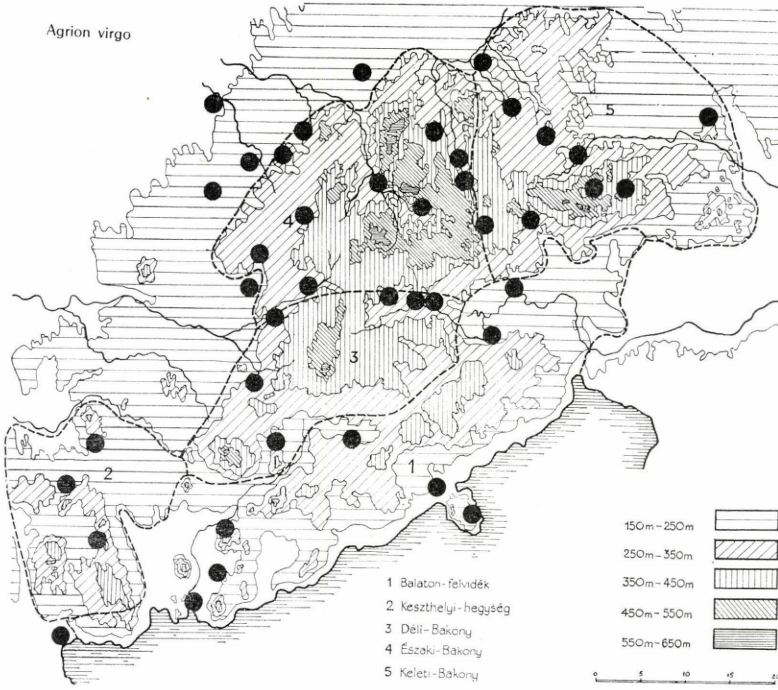 Agrion virgo
5
4
3
2
1
150m-250m
250m-350m
350m-450m
450m-550m
550m-650m
1 Balaton-felvidék
2 Keszthelyi-hegység
3 Déli-Bakony
4 Északi-Bakony
5 Keleti-Bakony
0 5 10 15